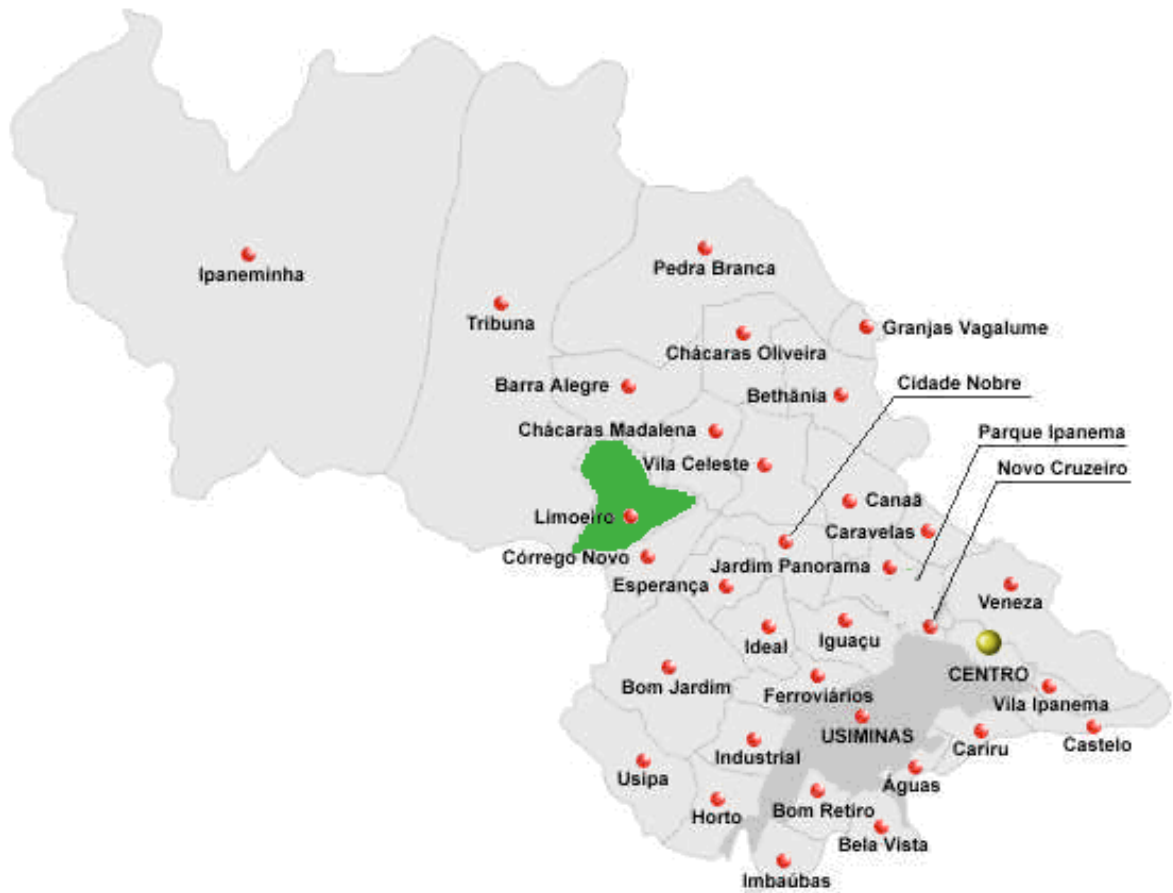 Pedra Branca
Ipaneminha
Tribuna
Granjas Vagalume
Chácaras Oliveira
Cidade Nobre
Barra Alegre
Bethânia
Chácaras Madalena
Parque Ipanema
Vila Celeste
Novo Cruzeiro
Canaã
Limoeiro
Caravelas
Córrego Novo
Jardim Panorama
Esperança
Veneza
Ideal
Iguaçu
CENTRO
Bom Jardim
Ferroviários
Vila Ipanema
USIMINAS
Cariru
Castelo
Industrial
Usipa
Águas
Horto
Bom Retiro
Bela Vista
Imbaúbas